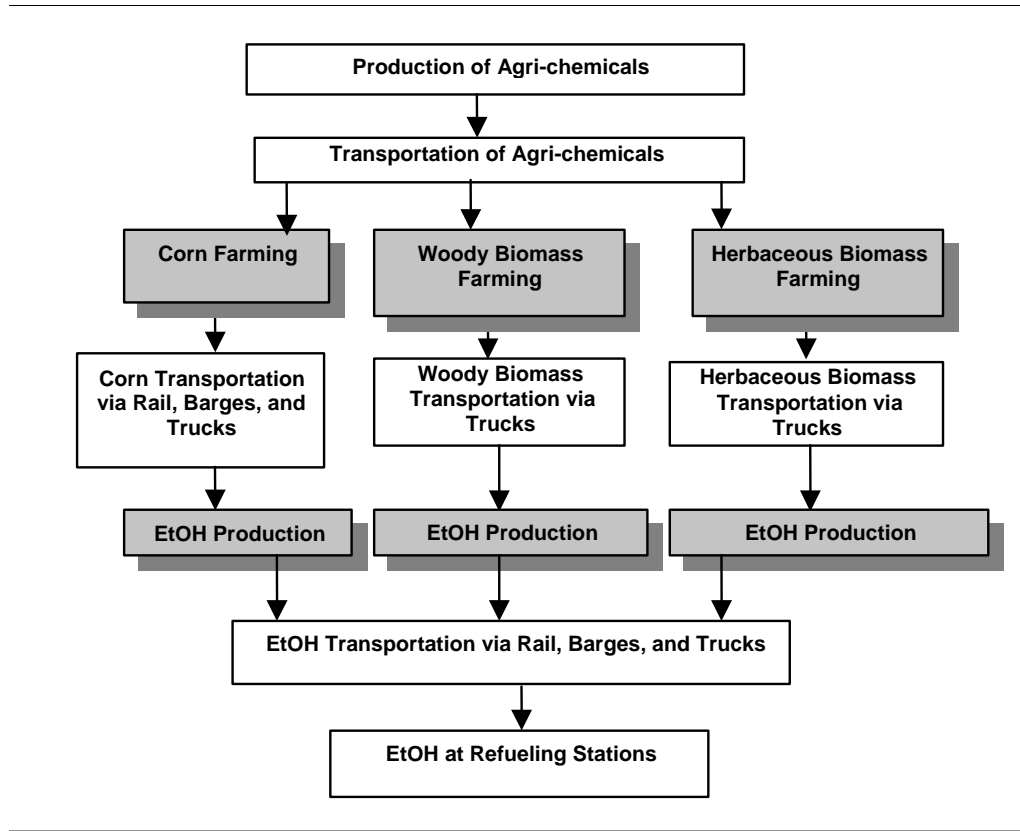 Production of Agri-chemicals
Transportation of Agri-chemicals
Corn Farming
Woody Biomass
Farming
Herbaceous Biomass
Farming
Corn Transportation
via Rail, Barges, and
Trucks
Woody Biomass
Transportation via
Trucks
Herbaceous Biomass
Transportation via
Trucks
EtOH Production
EtOH Production
EtOH Production
EtOH Transportation via Rail, Barges, and Trucks
EtOH at Refueling Stations